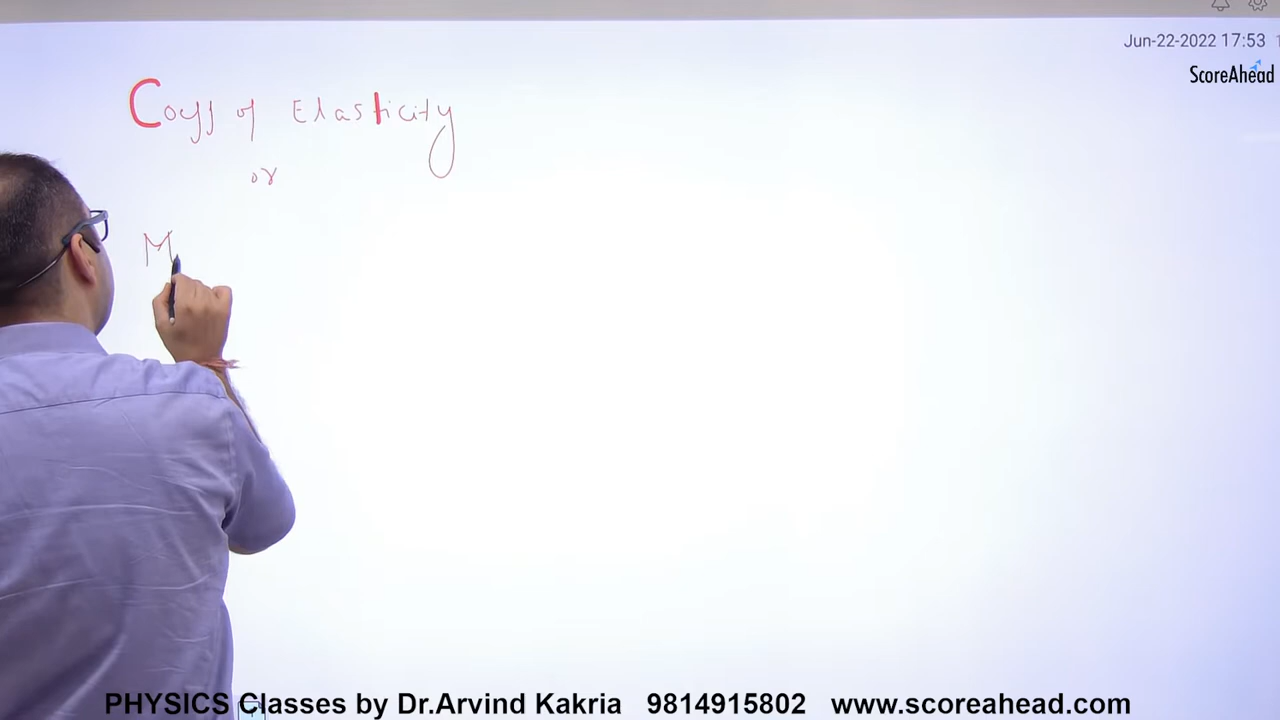 Jun-22-2022 17:53
ScoreAhead
Coeff of Elasticity
or
M
PHYSICS Classes by Dr.Arvind Kakria 9814915802 www.scoreahead.com